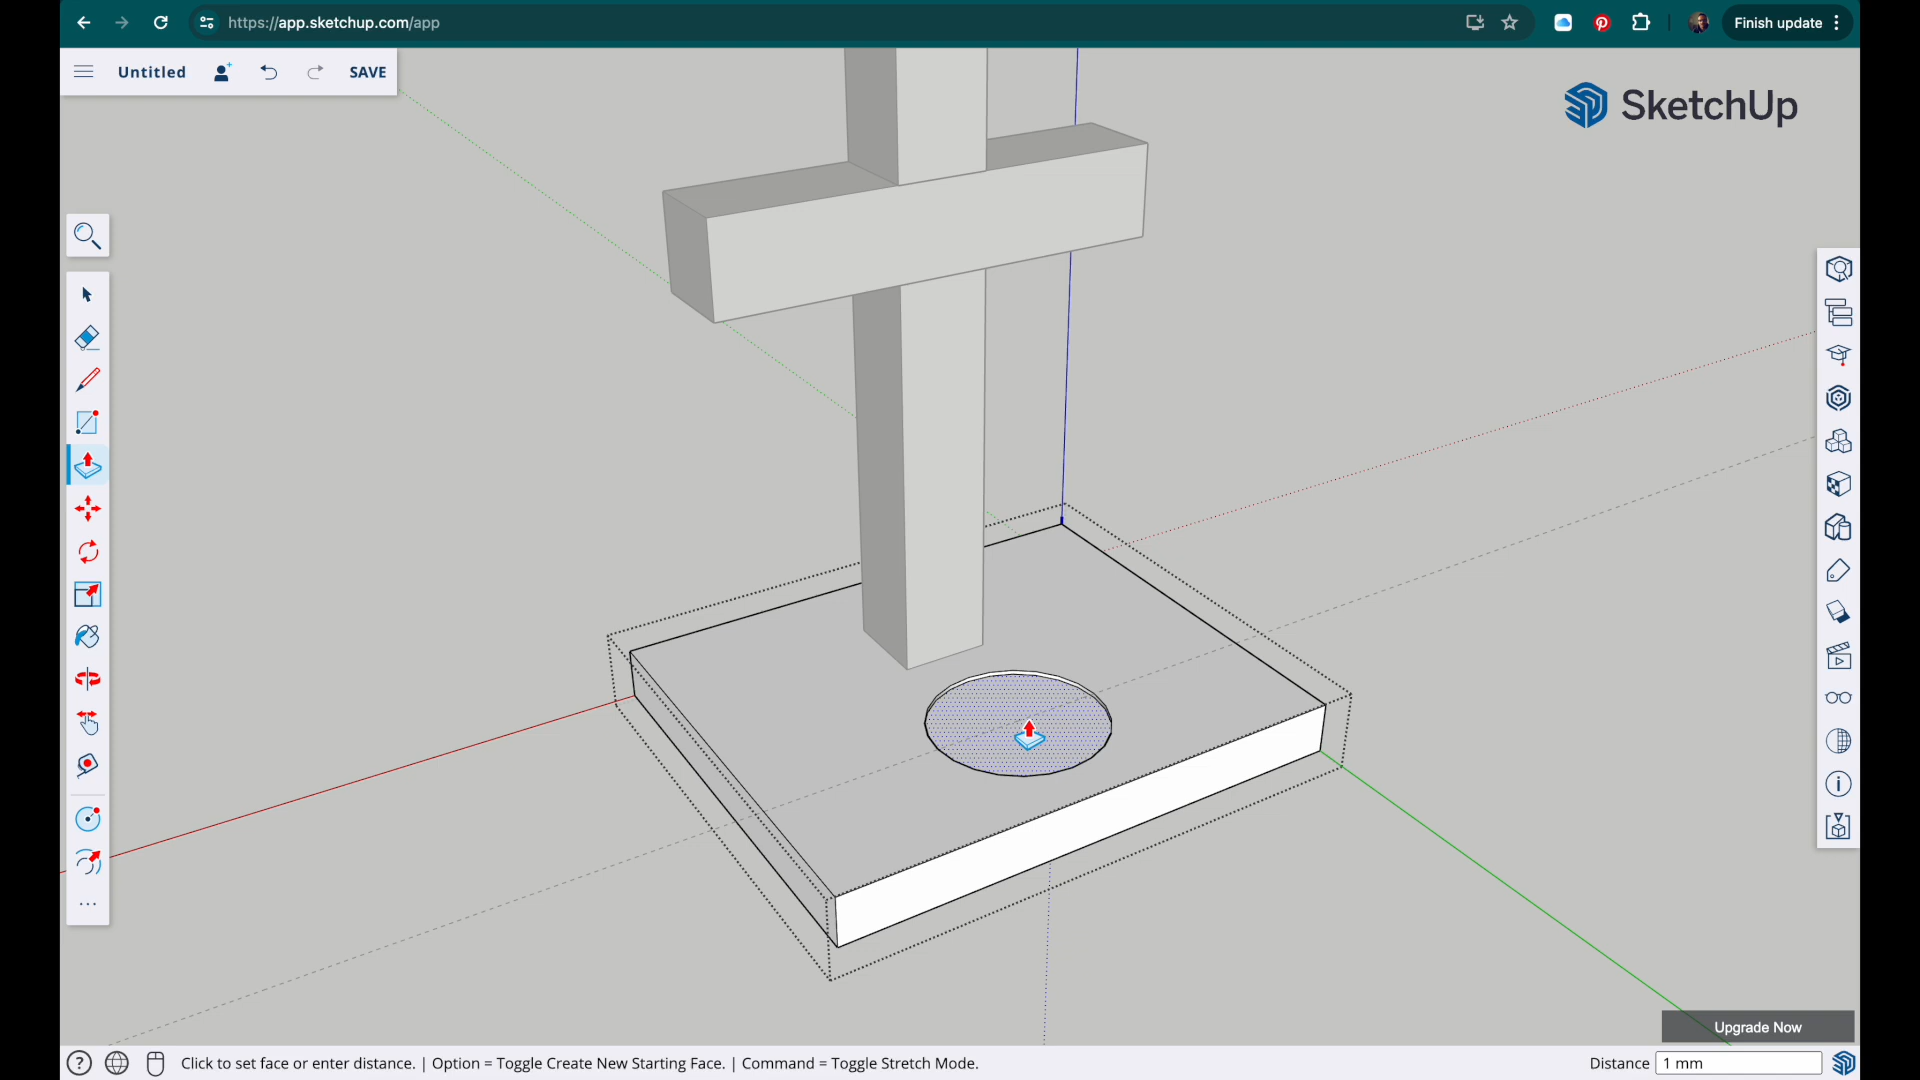 https://app.sketchup.com/app
Finish update
Untitled
SAVE
SketchUp
Upgrade Now
Click to set face or enter distance. | Option = Toggle Create New Starting Face. | Command = Toggle Stretch Mode.
Distance 1 mm